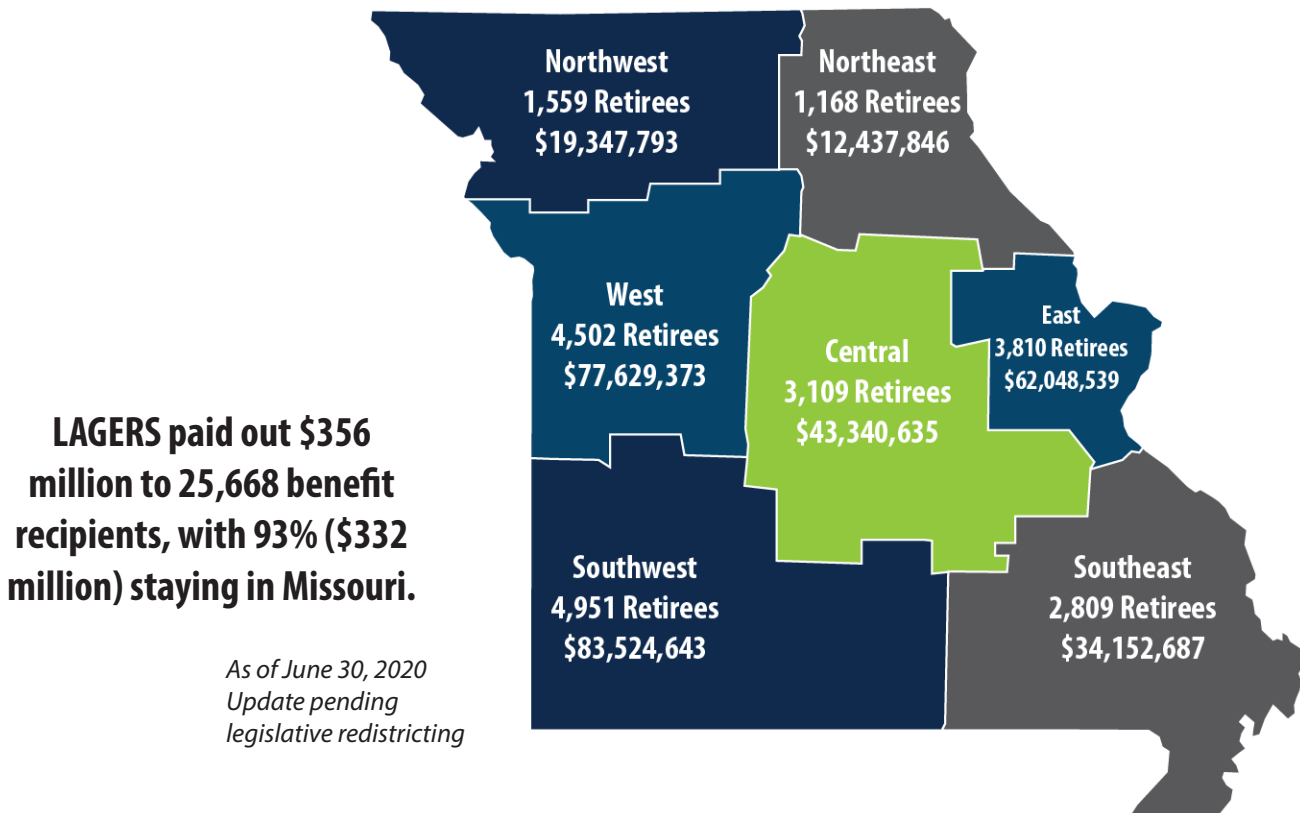 Northwest
1,559 Retirees
$19,347,793
Northeast
1,168 Retirees
$12,437,846
West
4,502 Retirees
$77,629,373
Central
3,109 Retirees
$43,340,635
East
3,810 Retirees
$62,048,539
LAGERS paid out $356
million to 25,668 benefit
recipients, with 93% ($332
million) staying in Missouri.
As of June 30, 2020
Update pending
legislative redistricting
Southwest
4,951 Retirees
$83,524,643
Southeast
2,809 Retirees
$34,152,687